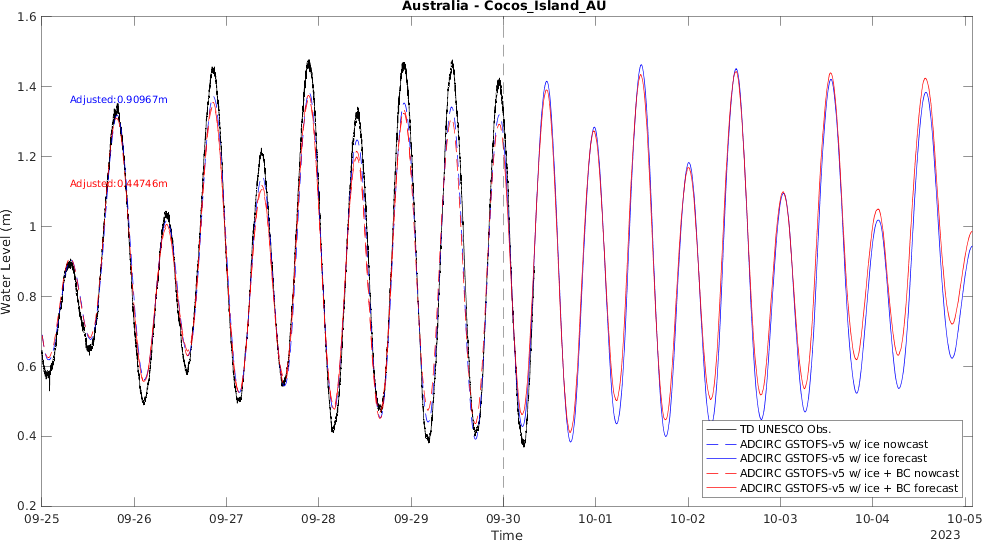 Australia - Cocos_Island_AU
1.6
1.4
1.2
1
0.8
0.6
0.4
0.2
Water Level (m)
Adjusted:0.90967m
Adjusted:0.44746m
TD UNESCO Obs.
ADCIRC GSTOFS-v5 w/ ice nowcast
ADCIRC GSTOFS-v5 w/ ice forecast
ADCIRC GSTOFS-v5 w/ ice + BC nowcast
ADCIRC GSTOFS-v5 w/ ice + BC forecast
09-25 09-26 09-27 09-28 09-29 09-30 10-01 10-02 10-03 10-04 10-05
Time
2023